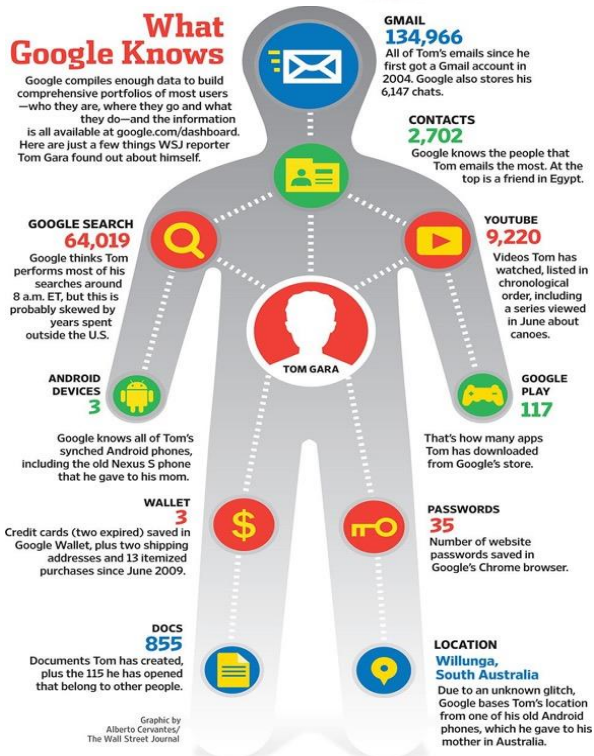 What
Google Knows
Google compiles enough data to build
comprehensive portfolios of most users
—who they are, where they go and what
they do—and the information
is all available at google.com/dashboard.
Here are just a few things WSJ reporter
Tom Gara found out about himself.
GMAIL
134,966
All of Tom's emails since he
first got a Gmail account in
2004. Google also stores his
6,147 chats.
CONTACTS
2,702
Google knows the people that
Tom emails the most. At the
top is a friend in Egypt.
GOOGLE SEARCH
64,019
Google thinks Tom
performs most of his
searches around
8 a.m. ET, but this is
probably skewed by
years spent
outside the U.S.
YOUTUBE
9,220
Videos Tom has
watched, listed in
chronological
order, including
a series viewed
in June about
canoes.
TOM GARA
ANDROID
DEVICES
3
Google knows all of Tom's
synched Android phones,
including the old Nexus S phone
that he gave to his mom.
GOOGLE
PLAY
117
That's how many apps
Tom has downloaded
from Google's store.
WALLET
3
Credit cards (two expired) saved in
Google Wallet, plus two shipping
addresses and 13 itemized
purchases since June 2009.
$
PASSWORDS
35
Number of website
passwords saved in
Google's Chrome browser.
DOCS
855
Documents Tom has created,
plus the 115 he has opened
that belong to other people.
LOCATION
Willunga,
South Australia
Due to an unknown glitch,
Google bases Tom's location
from one of his old Android
phones, which he gave to his
mother in Australia.
Graphic by
Alberto Cervantes/
The Wall Street Journal